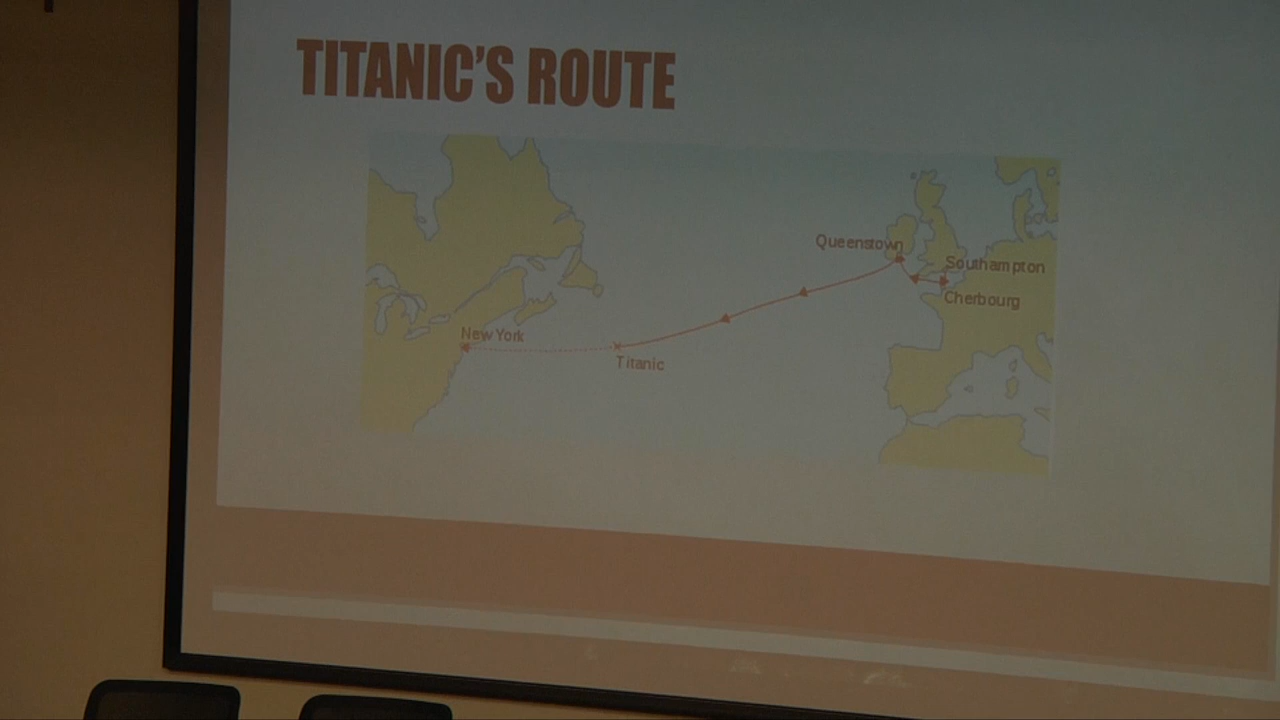 TITANIC'S ROUTE
Queenstown
Southampton
Cherbourg
New York
Titanic